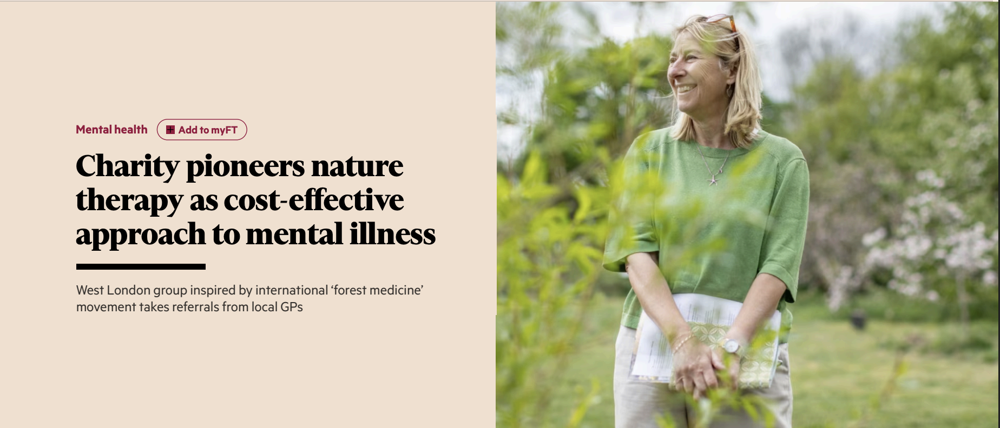 Mental health
Add to myFT
Charity pioneers nature
therapy as cost-effective
approach to mental illness
West London group inspired by international ‘forest medicine’
movement takes referrals from local GPs